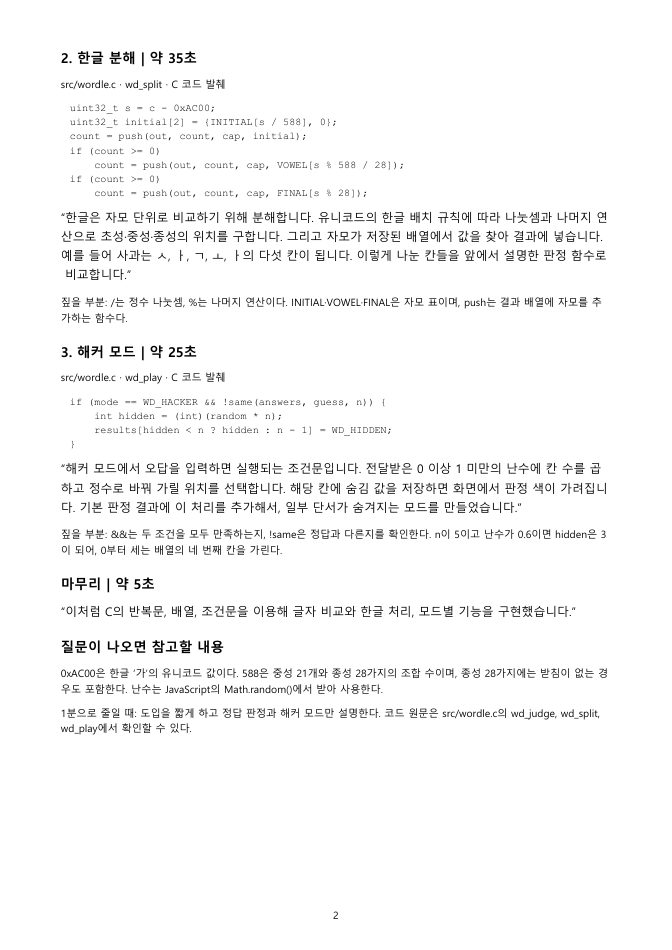 2. 한글 분해 | 약 35초
src/wordle.c · wd_split · C 코드 발췌
uint32_t s = c - 0xAC00;
uint32_t initial[2] = {INITIAL[s / 588], 0};
count = push(out, count, cap, initial);
if (count >= 0)
    count = push(out, count, cap, VOWEL[s % 588 / 28]);
if (count >= 0)
    count = push(out, count, cap, FINAL[s % 28]);
“한글은 자모 단위로 비교하기 위해 분해합니다. 유니코드의 한글 배치 규칙에 따라 나눗셈과 나머지 연
산으로 초성·중성·종성의 위치를 구합니다. 그리고 자모가 저장된 배열에서 값을 찾아 결과에 넣습니다.
예를 들어 사과는 ㅅ, ㅏ, ㄱ, ㅗ, ㅏ의 다섯 칸이 됩니다. 이렇게 나눈 칸들을 앞에서 설명한 판정 함수로
비교합니다.”
짚을 부분: /는 정수 나눗셈, %는 나머지 연산이다. INITIAL·VOWEL·FINAL은 자모 표이며, push는 결과 배열에 자모를 추
가하는 함수다.
3. 해커 모드 | 약 25초
src/wordle.c · wd_play · C 코드 발췌
if (mode == WD_HACKER && !same(answers, guess, n)) {
    int hidden = (int)(random * n);
    results[hidden < n ? hidden : n - 1] = WD_HIDDEN;
}
“해커 모드에서 오답을 입력하면 실행되는 조건문입니다. 전달받은 0 이상 1 미만의 난수에 칸 수를 곱
하고 정수로 바꿔 가릴 위치를 선택합니다. 해당 칸에 숨김 값을 저장하면 화면에서 판정 색이 가려집니
다. 기본 판정 결과에 이 처리를 추가해서, 일부 단서가 숨겨지는 모드를 만들었습니다.”
짚을 부분: &&는 두 조건을 모두 만족하는지, !same은 정답과 다른지를 확인한다. n이 5이고 난수가 0.6이면 hidden은 3
이 되어, 0부터 세는 배열의 네 번째 칸을 가린다.
마무리 | 약 5초
“이처럼 C의 반복문, 배열, 조건문을 이용해 글자 비교와 한글 처리, 모드별 기능을 구현했습니다.”
질문이 나오면 참고할 내용
0xAC00은 한글 ‘가’의 유니코드 값이다. 588은 중성 21개와 종성 28가지의 조합 수이며, 종성 28가지에는 받침이 없는 경
우도 포함한다. 난수는 JavaScript의 Math.random()에서 받아 사용한다.
1분으로 줄일 때: 도입을 짧게 하고 정답 판정과 해커 모드만 설명한다. 코드 원문은 src/wordle.c의 wd_judge, wd_split,
wd_play에서 확인할 수 있다.
2